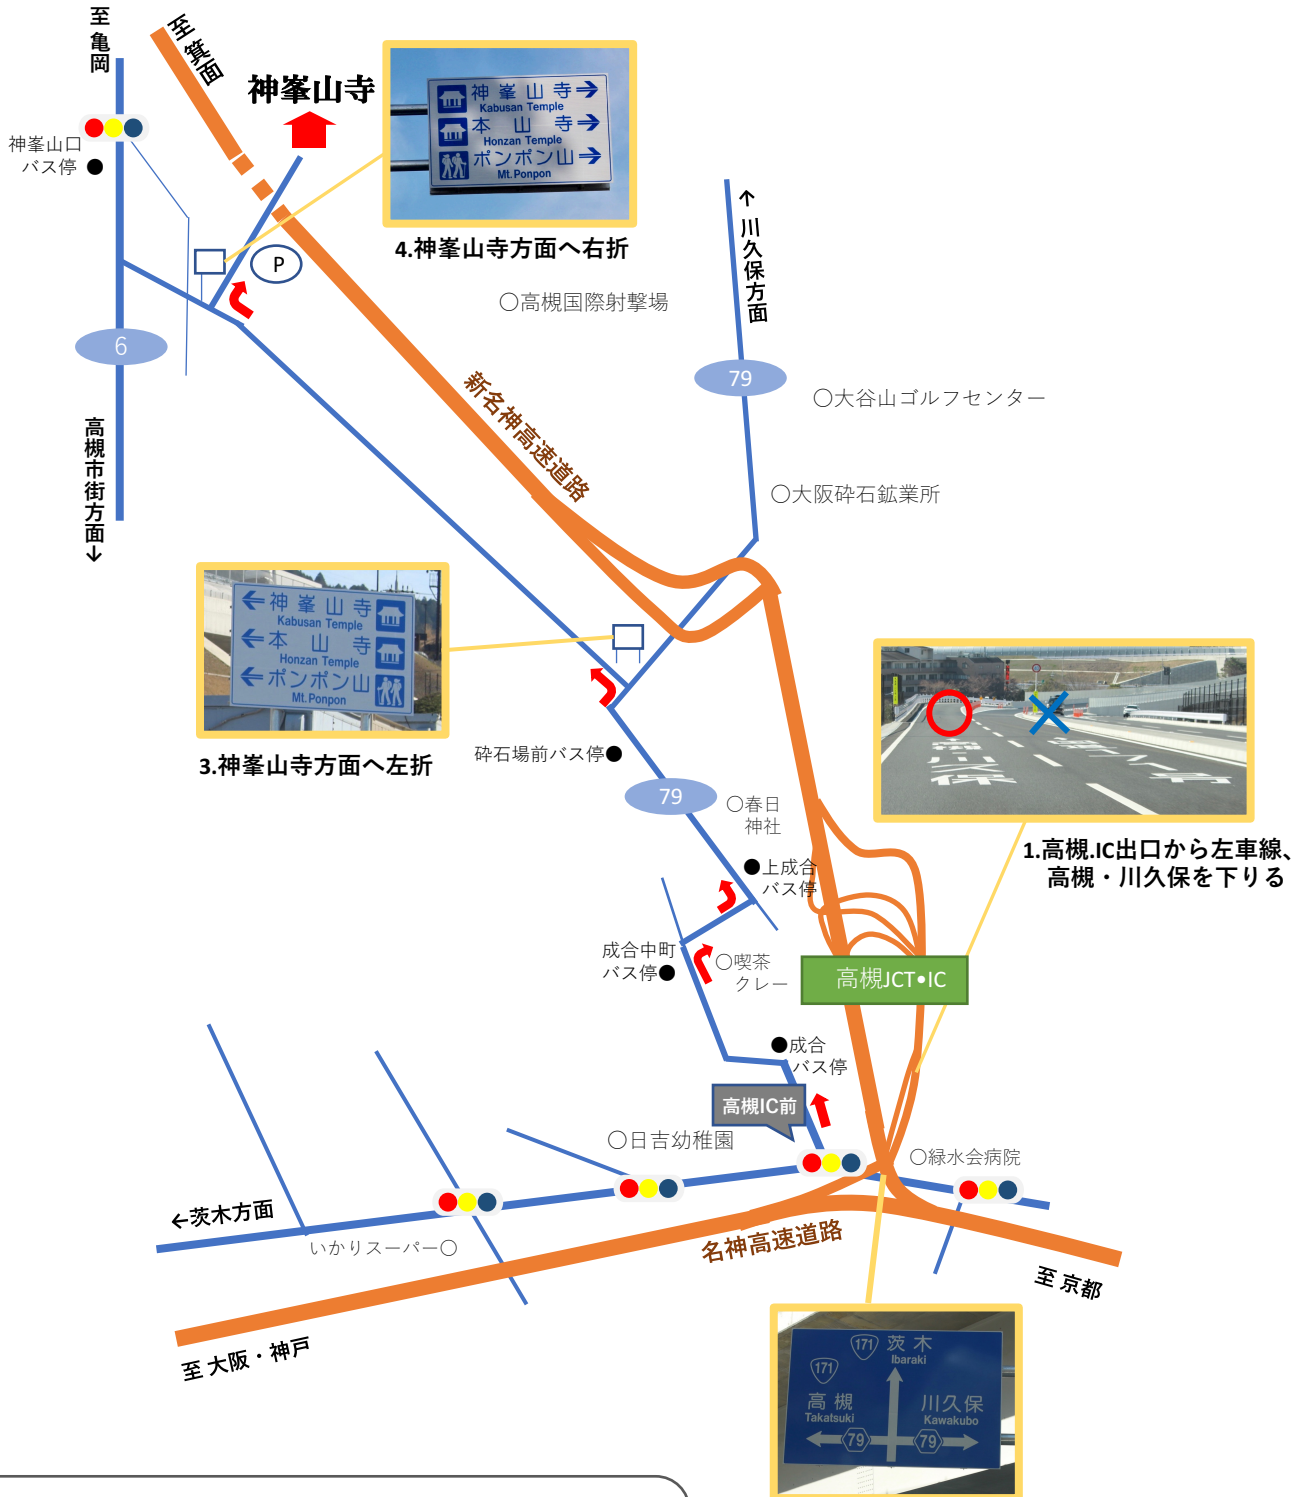 至 亀岡
至 箕面
神峯山寺
神峯山口
バス停
神峯山寺→
Kabusan Temple
本山寺→
Honzan Temple
ポンポン山→
Mt.Ponpon
4.神峯山寺方面へ右折
P
↑川久保方面
○高槻国際射撃場
6
79
新名神高速道路
○大谷山ゴルフセンター
高槻市街方面↓
○大阪砕石鉱業所
←神峯山寺
Kabusan Temple
←本山寺
Honzan Temple
←ポンポン山
Mt.Ponpon
3.神峯山寺方面へ左折
砕石場前バス停
79
○春日
神社
1.高槻.IC出口から左車線、
高槻・川久保を下りる
上成合
バス停
成合中町
バス停
○喫茶
クレー
高槻JCT•IC
成合
バス停
高槻IC前
○日吉幼稚園
○緑水会病院
←茨木方面
いかりスーパー○
名神高速道路
至 京都
至 大阪・神戸
171 茨木
Ibaraki
171
高槻
Takatsuki
川久保
Kawakubo
79
79